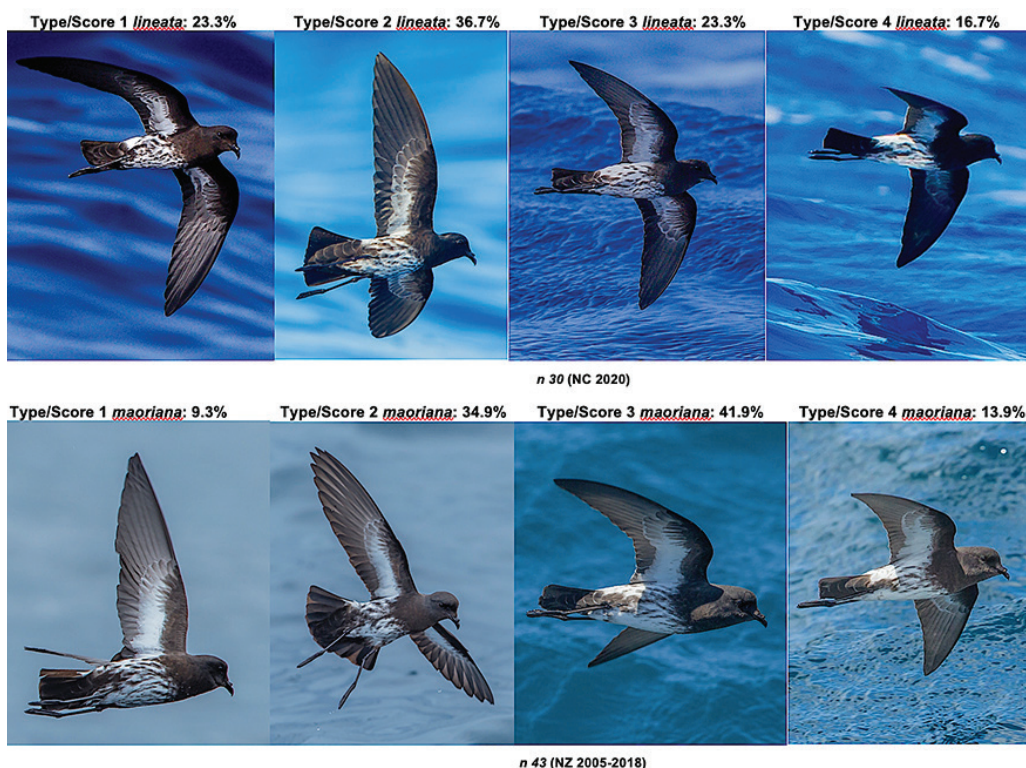 Type/Score 1 lineata: 23.3%
Type/Score 2 lineata: 36.7%
Type/Score 3 lineata: 23.3%
Type/Score 4 lineata: 16.7%
n 30 (NC 2020)
Type/Score 1 maoriana: 9.3%
Type/Score 2 maoriana: 34.9%
Type/Score 3 maoriana: 41.9%
Type/Score 4 maoriana: 13.9%
n 43 (NZ 2005-2018)